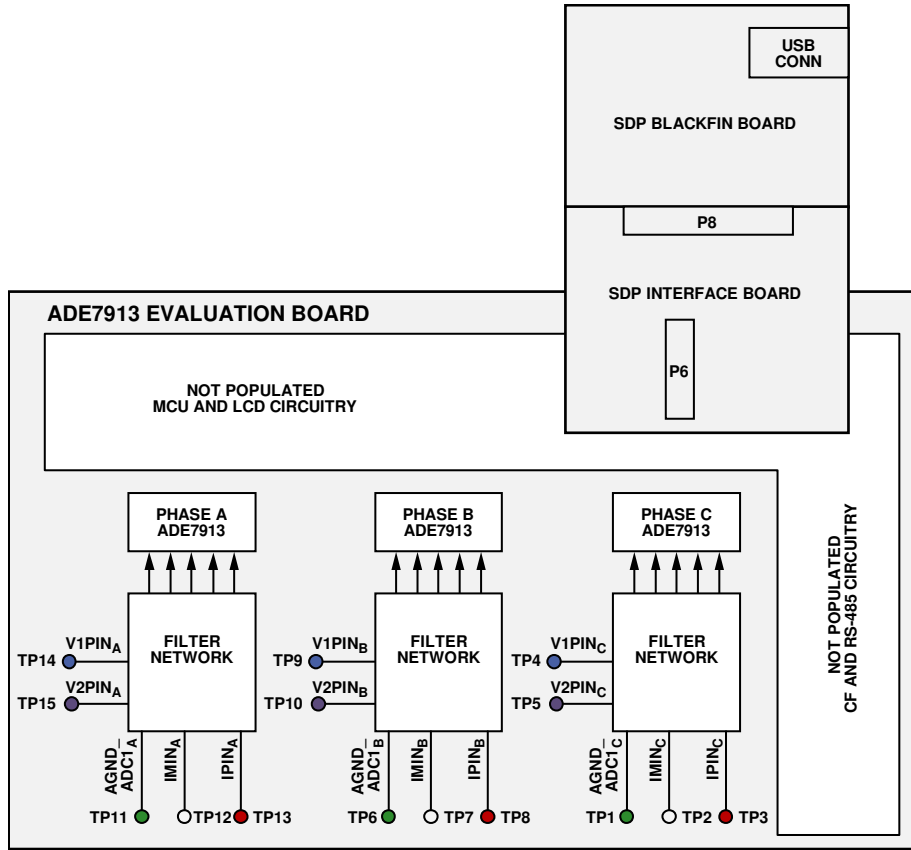 USB
CONN
SDP BLACKFIN BOARD
P8
SDP INTERFACE BOARD
P6
ADE7913 EVALUATION BOARD
NOT POPULATED
MCU AND LCD CIRCUITRY
NOT POPULATED
CF AND RS-485 CIRCUITRY
PHASE A
ADE7913
PHASE B
ADE7913
PHASE C
ADE7913
FILTER
NETWORK
V1PINA
TP14
V2PINA
TP15
AGND_
ADC1A
IMINA
IPINA
TP11
TP12
TP13
FILTER
NETWORK
V1PINB
TP9
V2PINB
TP10
AGND_
ADC1B
IMINB
IPINB
TP6
TP7
TP8
FILTER
NETWORK
V1PINC
TP4
V2PINC
TP5
AGND_
ADC1C
IMINC
IPINC
TP1
TP2
TP3